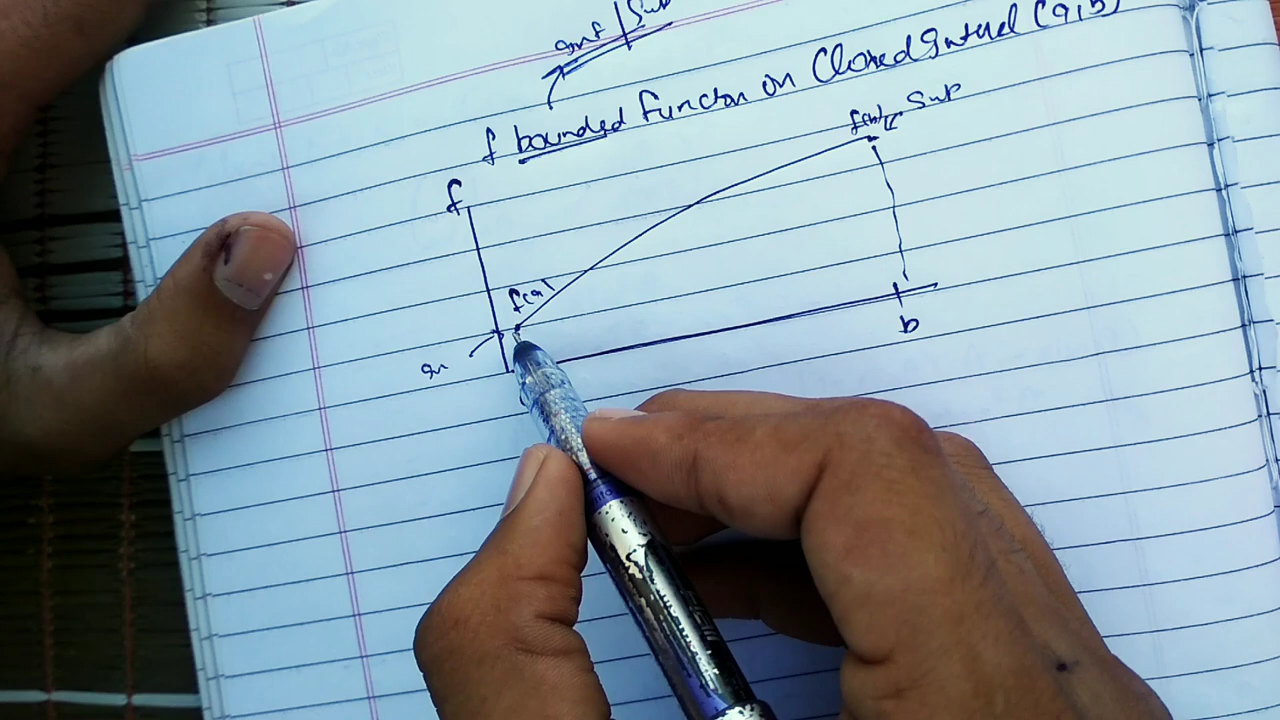 Inf | Sup
f bounded function on Closed Interval (a,b)
f(b) Sup
f
f(a)
b